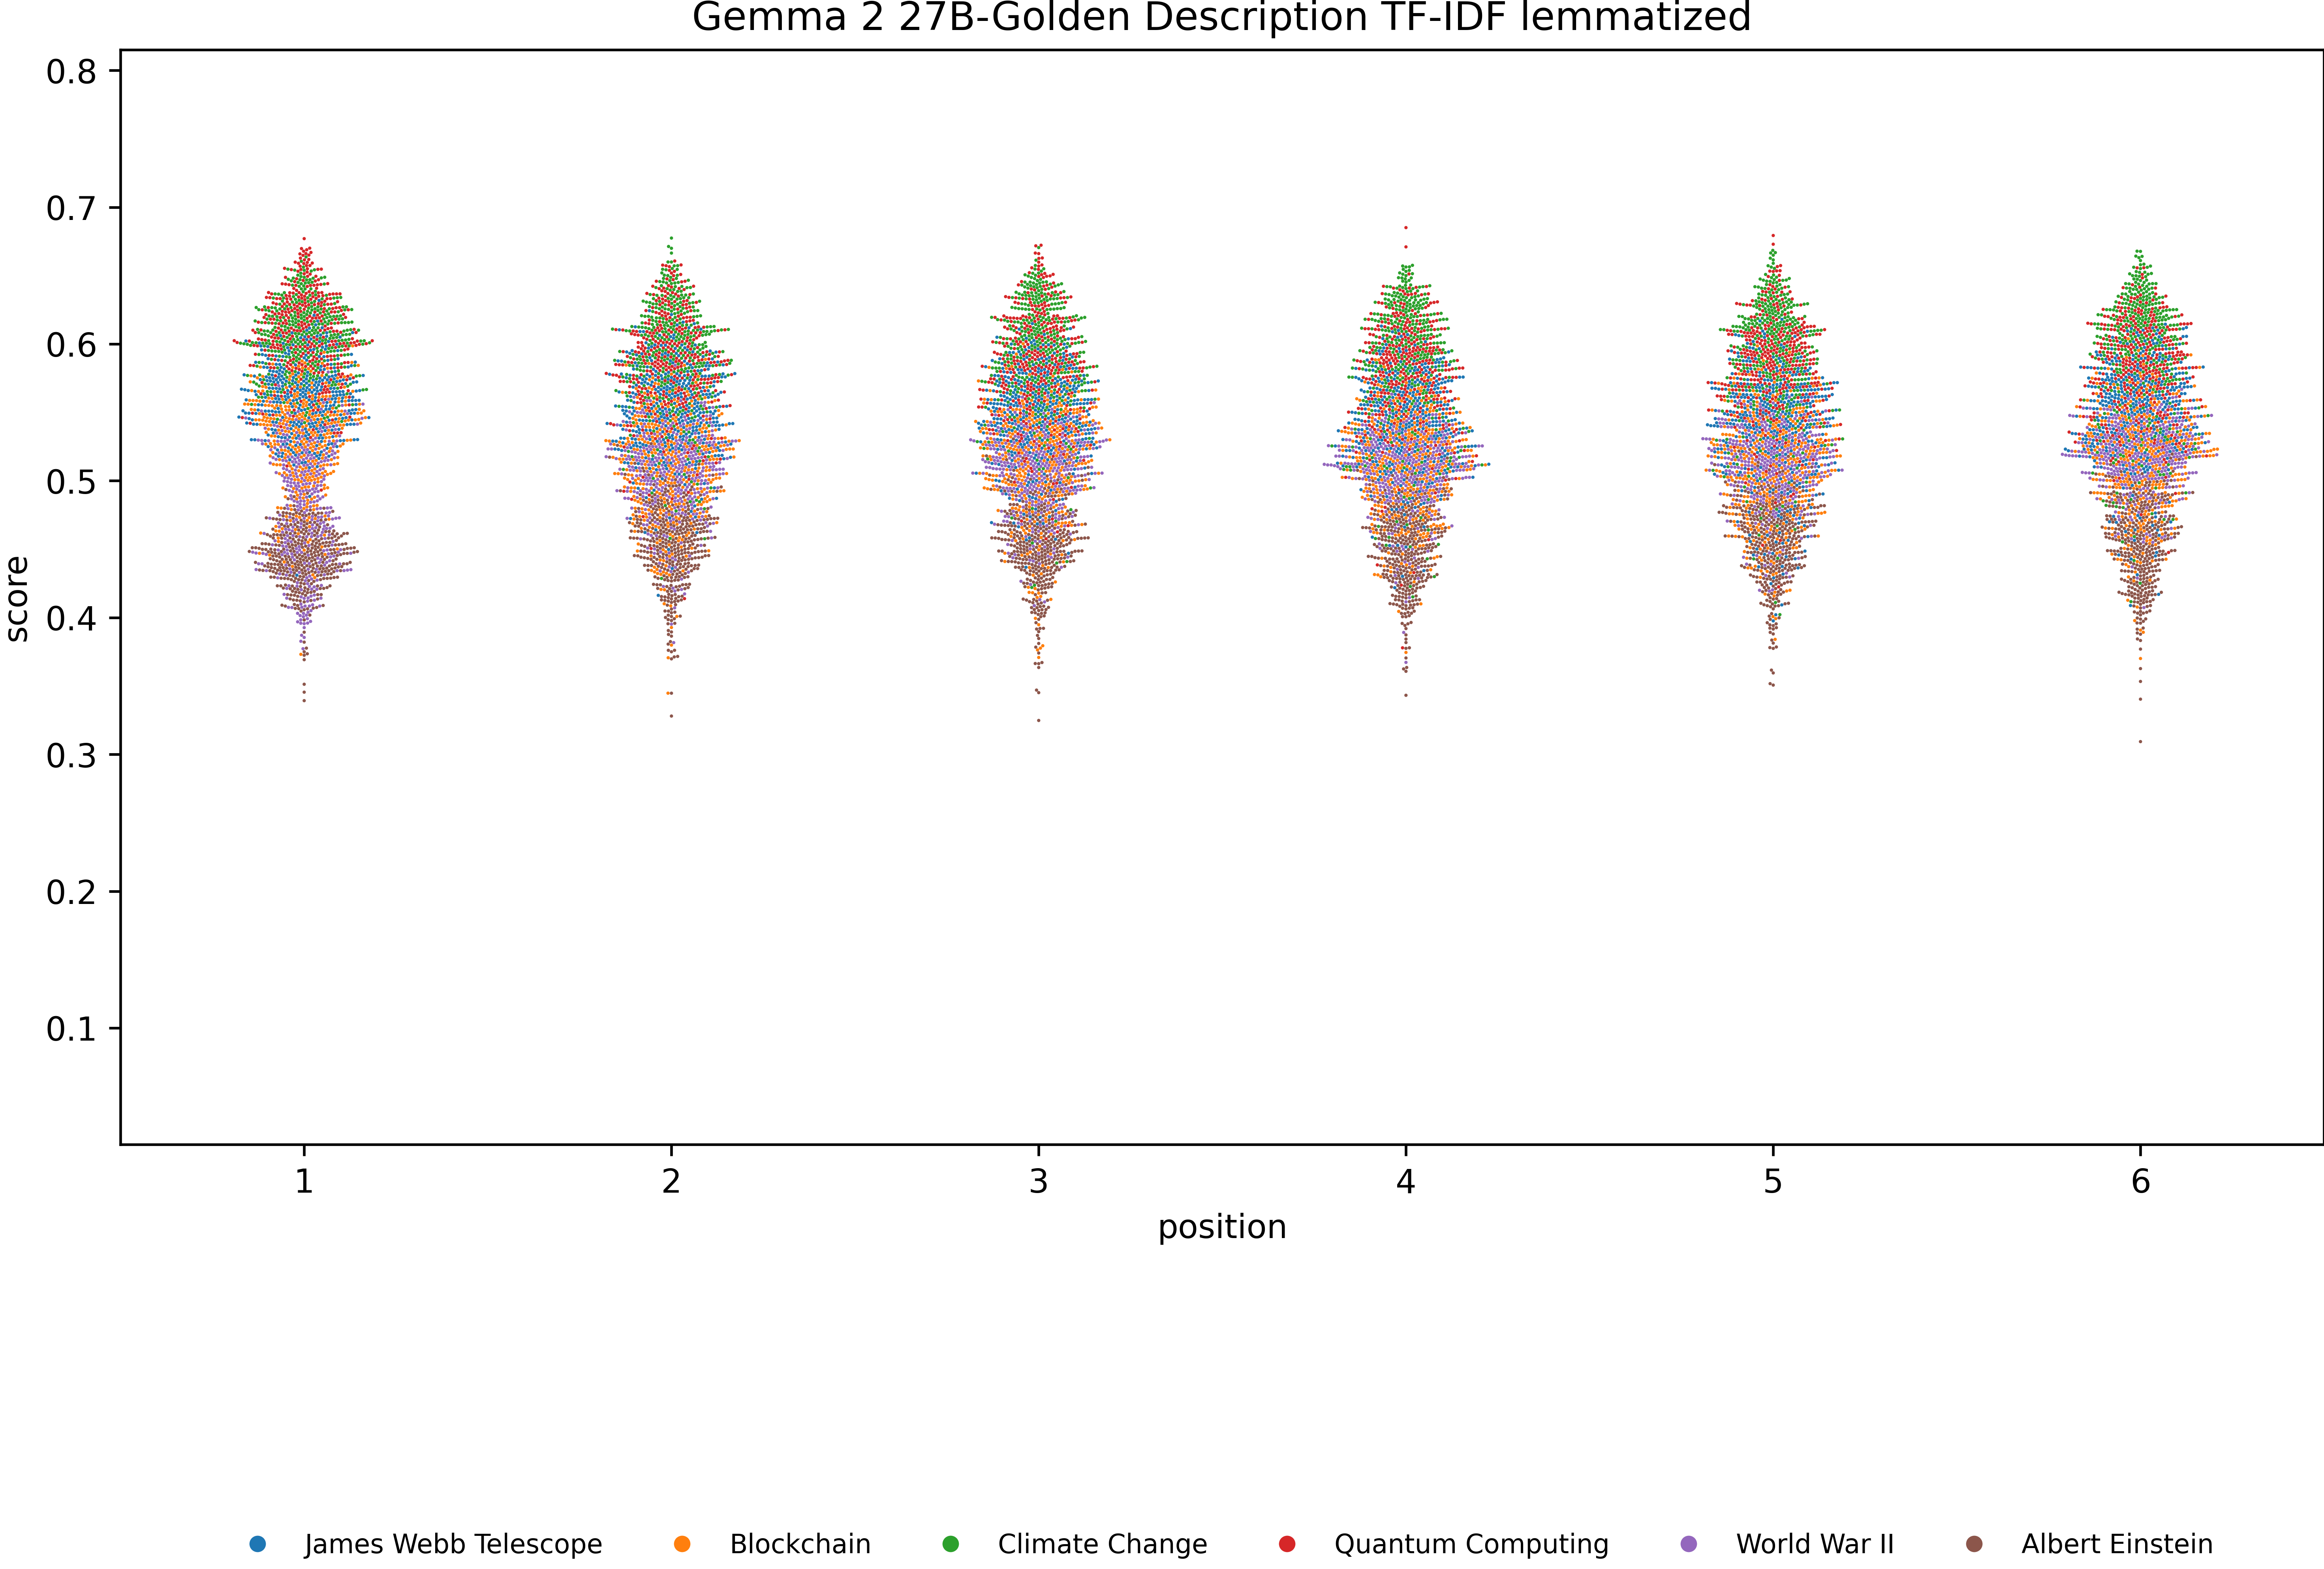 Gemma 2 27B-Golden Description TF-IDF lemmatized
0.8
0.7
0.6
0.5
0.4
0.3
0.2
0.1
score
1 2 3 4 5 6
position
James Webb Telescope Blockchain Climate Change Quantum Computing World War II Albert Einstein